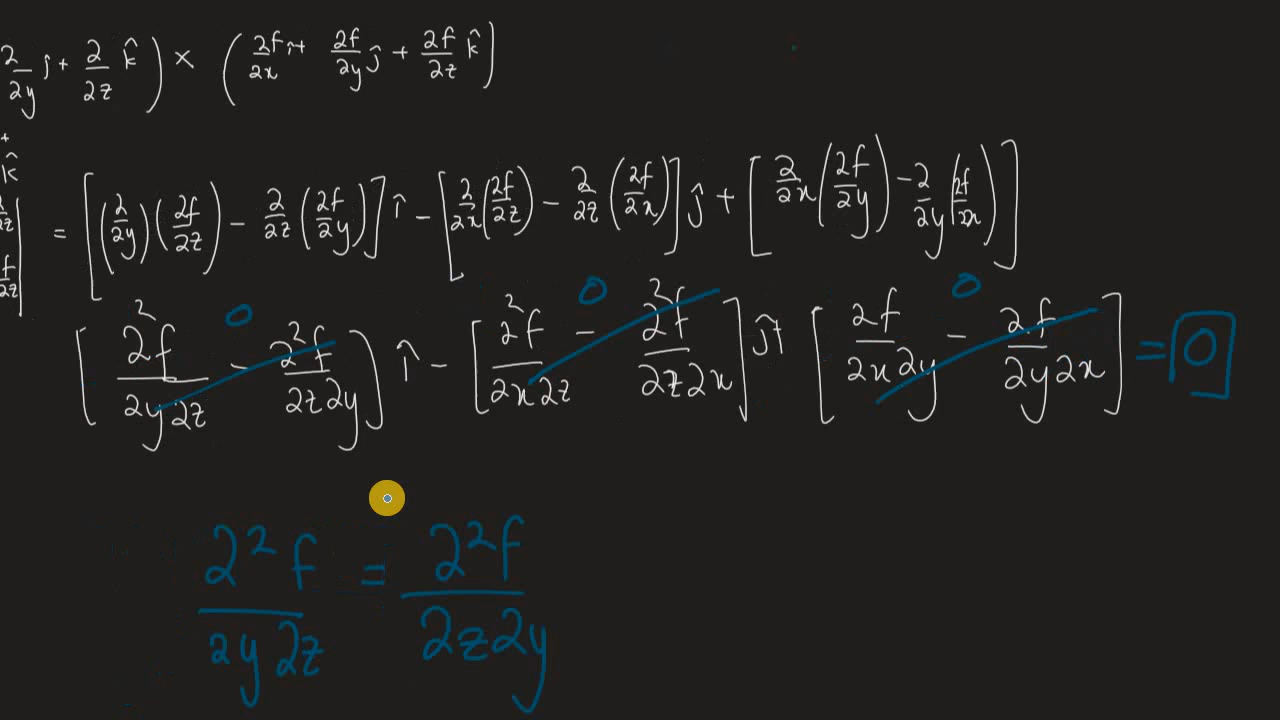 ∂/∂y j + ∂/∂z k̂ ) × ( ∂f/∂x î + ∂f/∂y ĵ + ∂f/∂z k̂ )
+
k̂
∂z
f
∂z
= [ (∂/∂y)(∂f/∂z) − ∂/∂z (∂f/∂y) ] î − [ ∂/∂x (∂f/∂z) − ∂/∂z (∂f/∂x) ] ĵ + [ ∂/∂x (∂f/∂y) − ∂/∂y (∂f/∂x) ]
0 0 0
[ ∂²f/∂y∂z − ∂²f/∂z∂y ) î − [ ∂²f/∂x∂z − ∂²f/∂z∂x ] ĵ + [ ∂f/∂x∂y − ∂f/∂y∂x ] = 0
∂²f/∂y∂z = ∂²f/∂z∂y